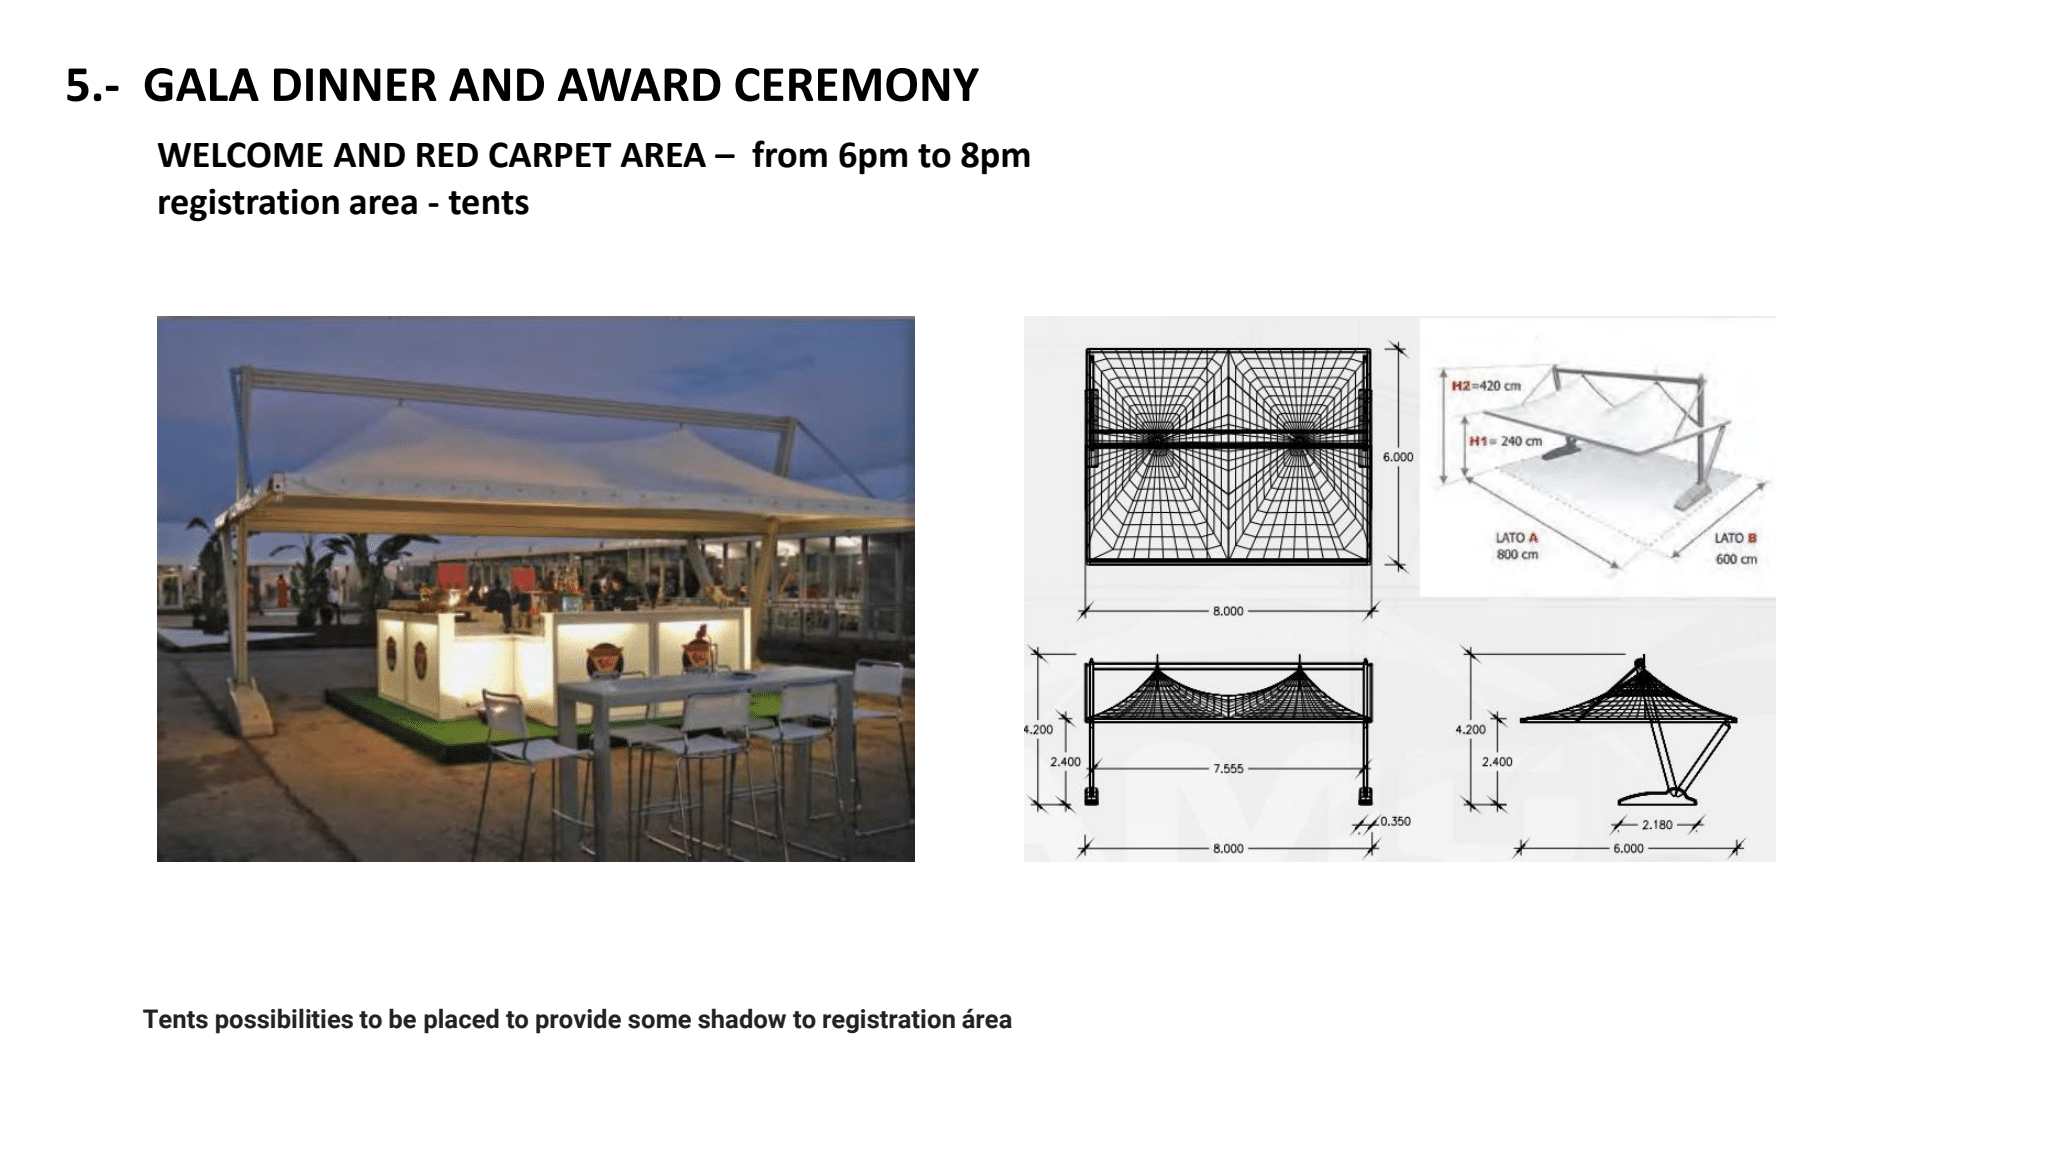 5.- GALA DINNER AND AWARD CEREMONY
WELCOME AND RED CARPET AREA – from 6pm to 8pm
registration area - tents
6.000
8.000
H2=420 cm
H1= 240 cm
LATO A
800 cm
LATO B
600 cm
4.200
2.400
7.555
0.350
8.000
4.200
2.400
2.180
6.000
Tents possibilities to be placed to provide some shadow to registration área